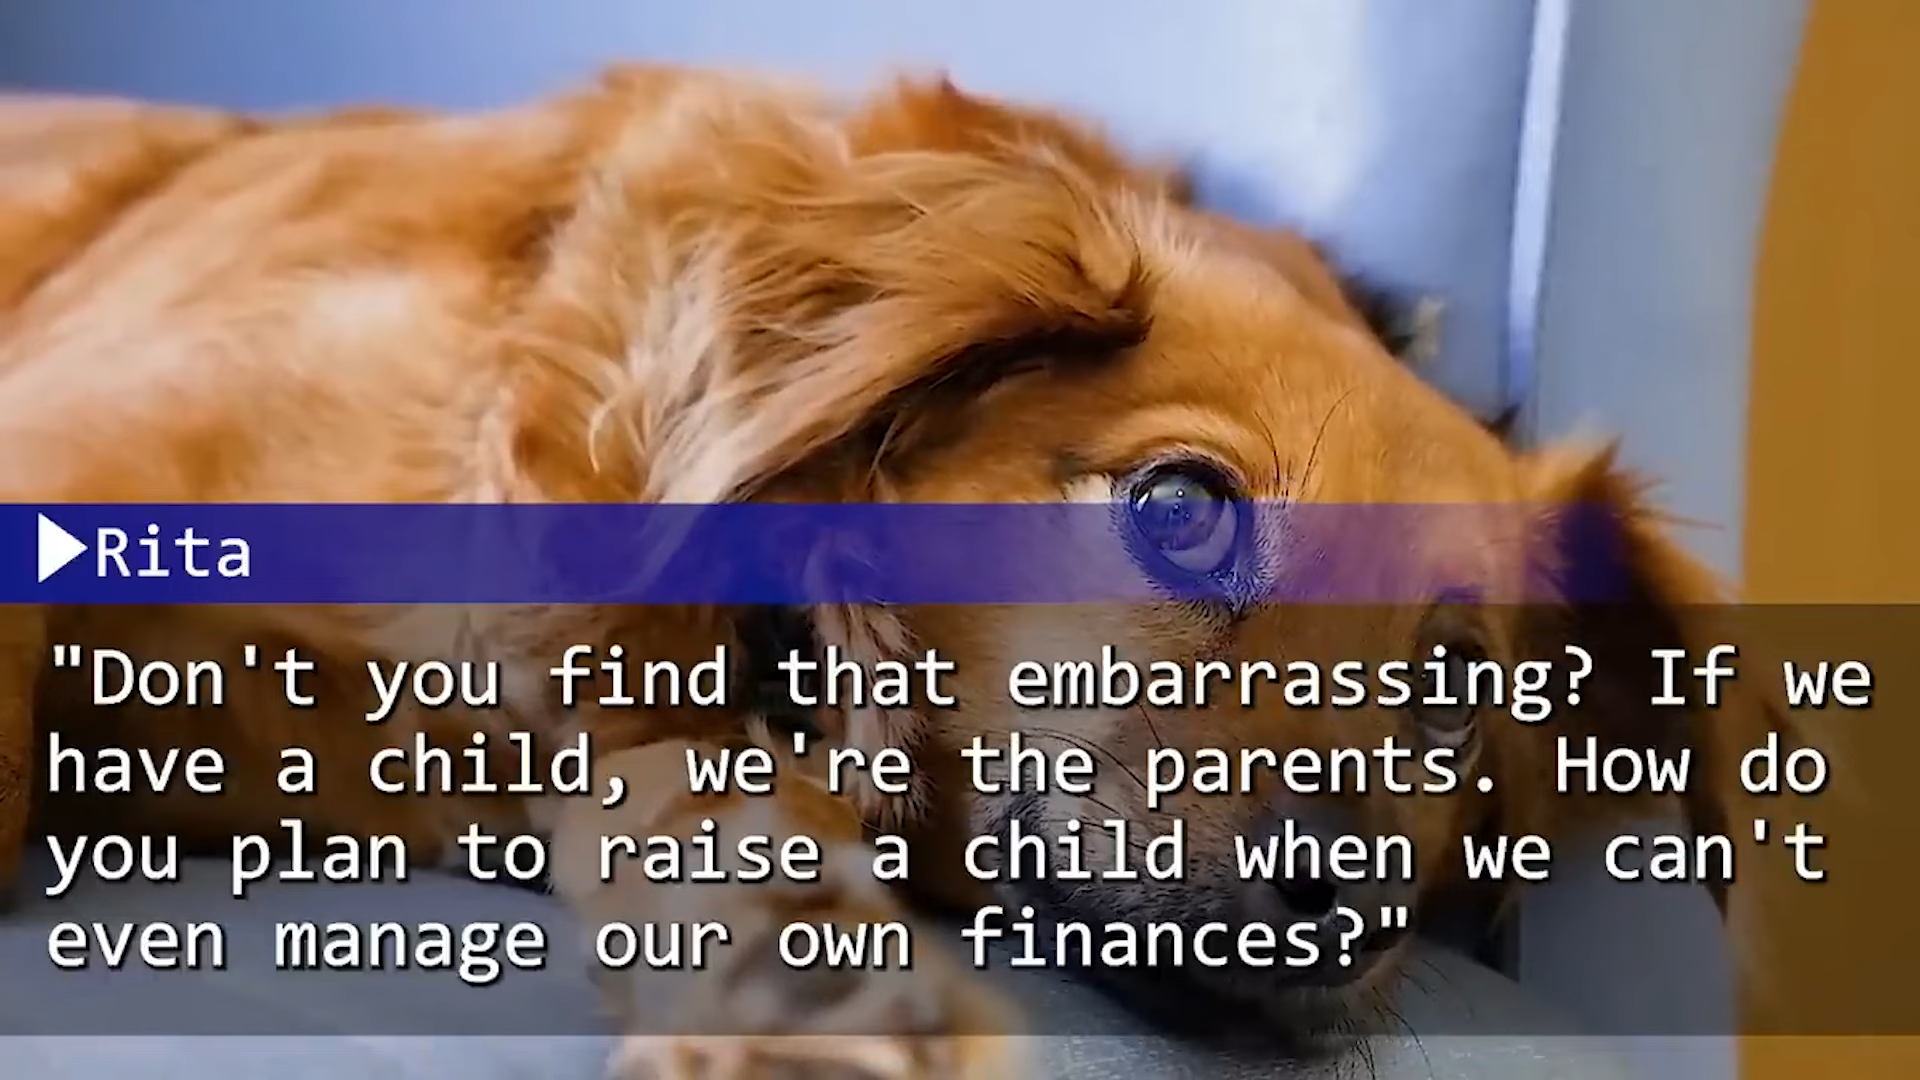 Rita
"Don't you find that embarrassing? If we
have a child, we're the parents. How do
you plan to raise a child when we can't
even manage our own finances?"